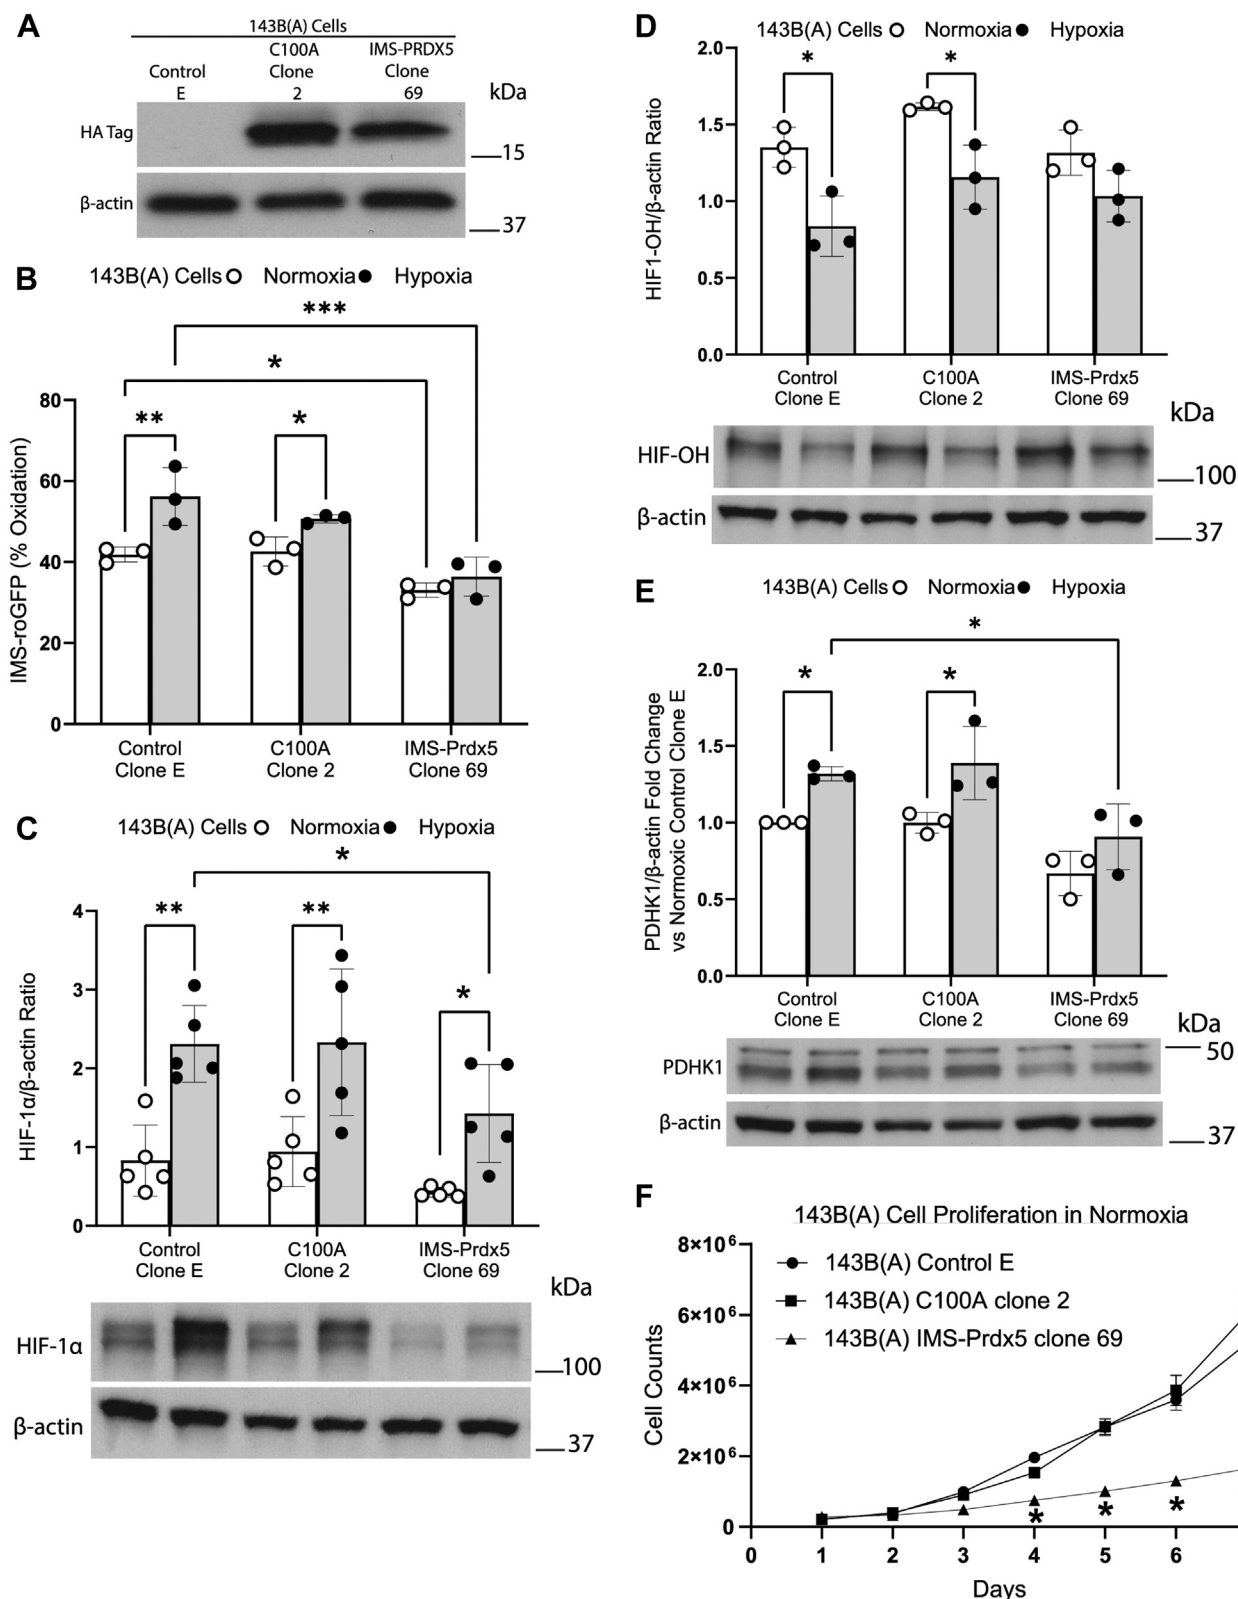 A
143B(A) Cells
Control
E
C100A
Clone
2
IMS-PRDX5
Clone
69
kDa
HA Tag
15
β-actin
37
B
143B(A) Cells Normoxia Hypoxia
***
*
**
*
IMS-roGFP (% Oxidation)
80
60
40
20
0
Control
Clone E
C100A
Clone 2
IMS-Prdx5
Clone 69
C
143B(A) Cells Normoxia Hypoxia
*
**
**
*
HIF-1α/β-actin Ratio
4
3
2
1
0
Control
Clone E
C100A
Clone 2
IMS-Prdx5
Clone 69
kDa
HIF-1α
100
β-actin
37
D
143B(A) Cells Normoxia Hypoxia
*
*
HIF1-OH/β-actin Ratio
2.0
1.5
1.0
0.5
0.0
Control
Clone E
C100A
Clone 2
IMS-Prdx5
Clone 69
kDa
HIF-OH
100
β-actin
37
E
143B(A) Cells Normoxia Hypoxia
*
*
*
PDHK1/β-actin Fold Change
vs Normoxic Control Clone E
2.0
1.5
1.0
0.5
0.0
Control
Clone E
C100A
Clone 2
IMS-Prdx5
Clone 69
kDa
PDHK1
50
β-actin
37
F
143B(A) Cell Proliferation in Normoxia
143B(A) Control E
143B(A) C100A clone 2
143B(A) IMS-Prdx5 clone 69
Cell Counts
8×10⁶
6×10⁶
4×10⁶
2×10⁶
0
* * *
0 1 2 3 4 5 6
Days